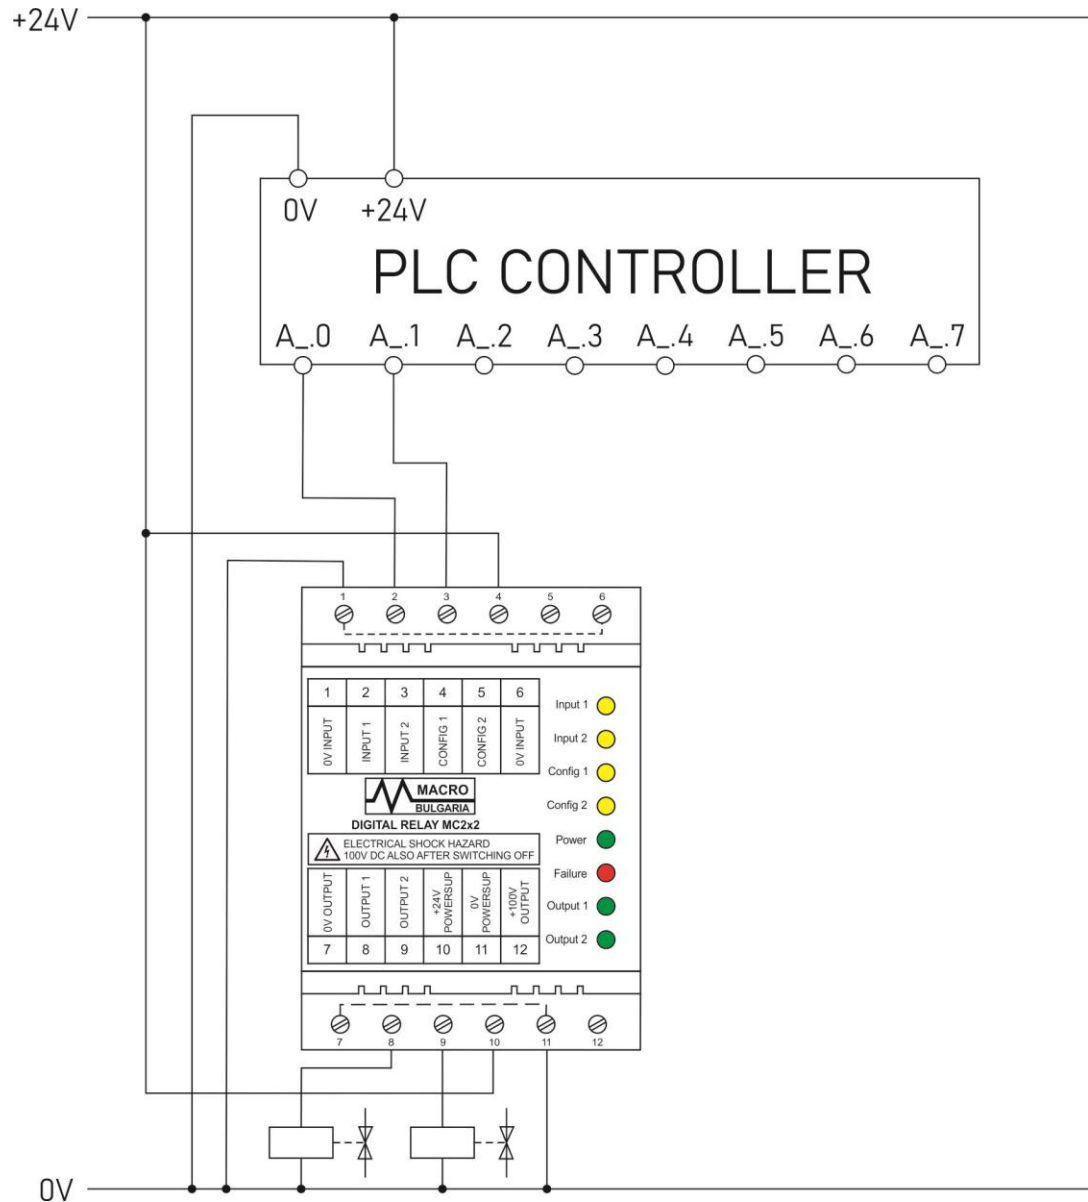 +24V
0V +24V
PLC CONTROLLER
A_.0 A_.1 A_.2 A_.3 A_.4 A_.5 A_.6 A_.7
1 2 3 4 5 6
1 2 3 4 5 6
0V INPUT INPUT 1 INPUT 2 CONFIG 1 CONFIG 2 0V INPUT
Input 1
Input 2
Config 1
Config 2
Power
Failure
Output 1
Output 2
MACRO
BULGARIA
DIGITAL RELAY MC2x2
ELECTRICAL SHOCK HAZARD
100V DC ALSO AFTER SWITCHING OFF
0V OUTPUT OUTPUT 1 OUTPUT 2 +24V POWERSUP 0V POWERSUP +100V OUTPUT
7 8 9 10 11 12
7 8 9 10 11 12
0V